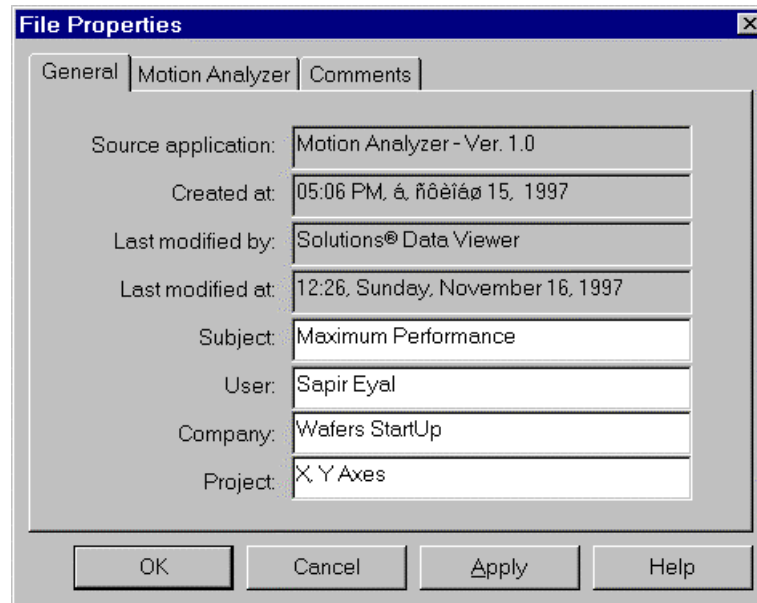 File Properties
General Motion Analyzer Comments
Source application: Motion Analyzer - Ver. 1.0
Created at: 05:06 PM, á, ñôèîáø 15, 1997
Last modified by: Solutions® Data Viewer
Last modified at: 12:26, Sunday, November 16, 1997
Subject: Maximum Performance
User: Sapir Eyal
Company: Wafers StartUp
Project: X, Y Axes
OK Cancel Apply Help